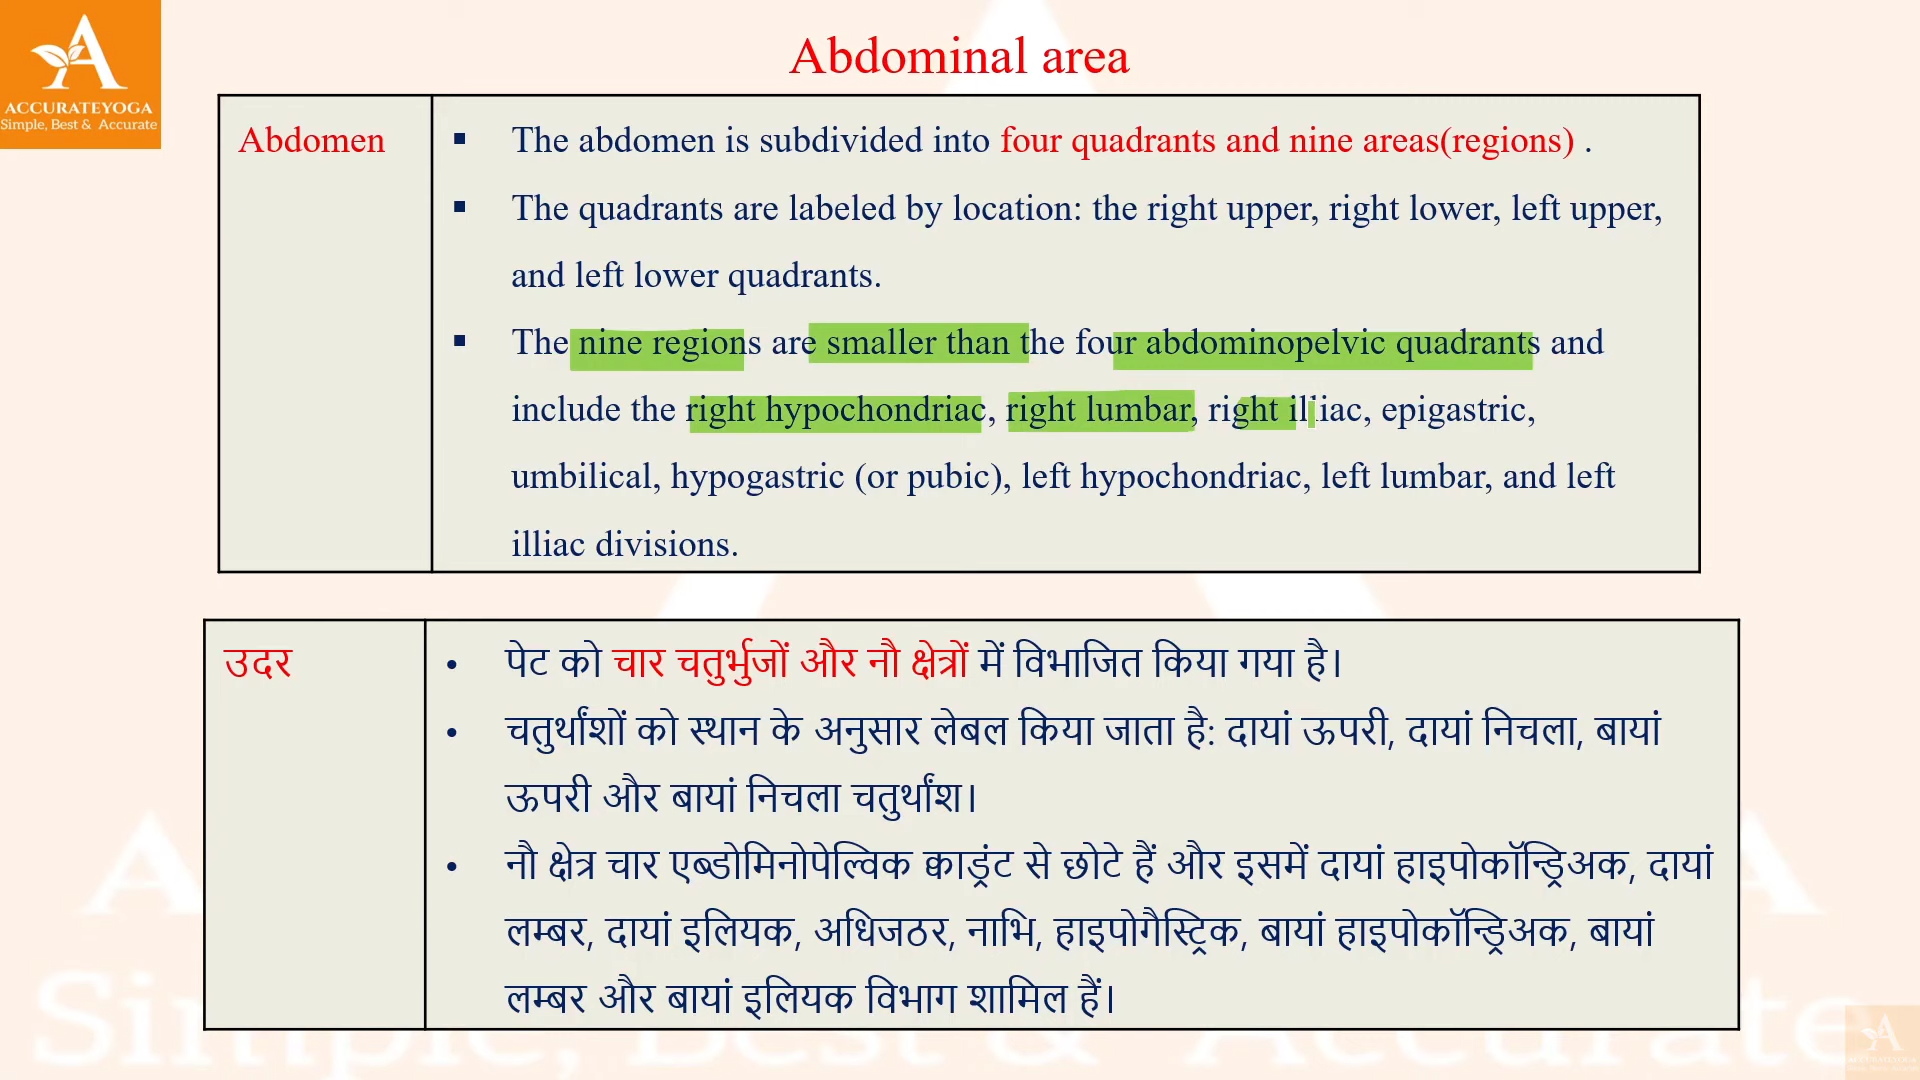 A
ACCURATEYOGA
Simple, Best & Accurate
Abdominal area
Abdomen
▪ The abdomen is subdivided into four quadrants and nine areas(regions) .
▪ The quadrants are labeled by location: the right upper, right lower, left upper,
and left lower quadrants.
▪ The nine regions are smaller than the four abdominopelvic quadrants and
include the right hypochondriac, right lumbar, right illiac, epigastric,
umbilical, hypogastric (or pubic), left hypochondriac, left lumbar, and left
illiac divisions.
उदर
• पेट को चार चतुर्भुजों और नौ क्षेत्रों में विभाजित किया गया है।
• चतुर्थांशों को स्थान के अनुसार लेबल किया जाता है: दायां ऊपरी, दायां निचला, बायां
ऊपरी और बायां निचला चतुर्थांश।
• नौ क्षेत्र चार एब्डोमिनोपेल्विक क्वाड्रंट से छोटे हैं और इसमें दायां हाइपोकॉन्ड्रिअक, दायां
लम्बर, दायां इलियक, अधिजठर, नाभि, हाइपोगैस्ट्रिक, बायां हाइपोकॉन्ड्रिअक, बायां
लम्बर और बायां इलियक विभाग शामिल हैं।